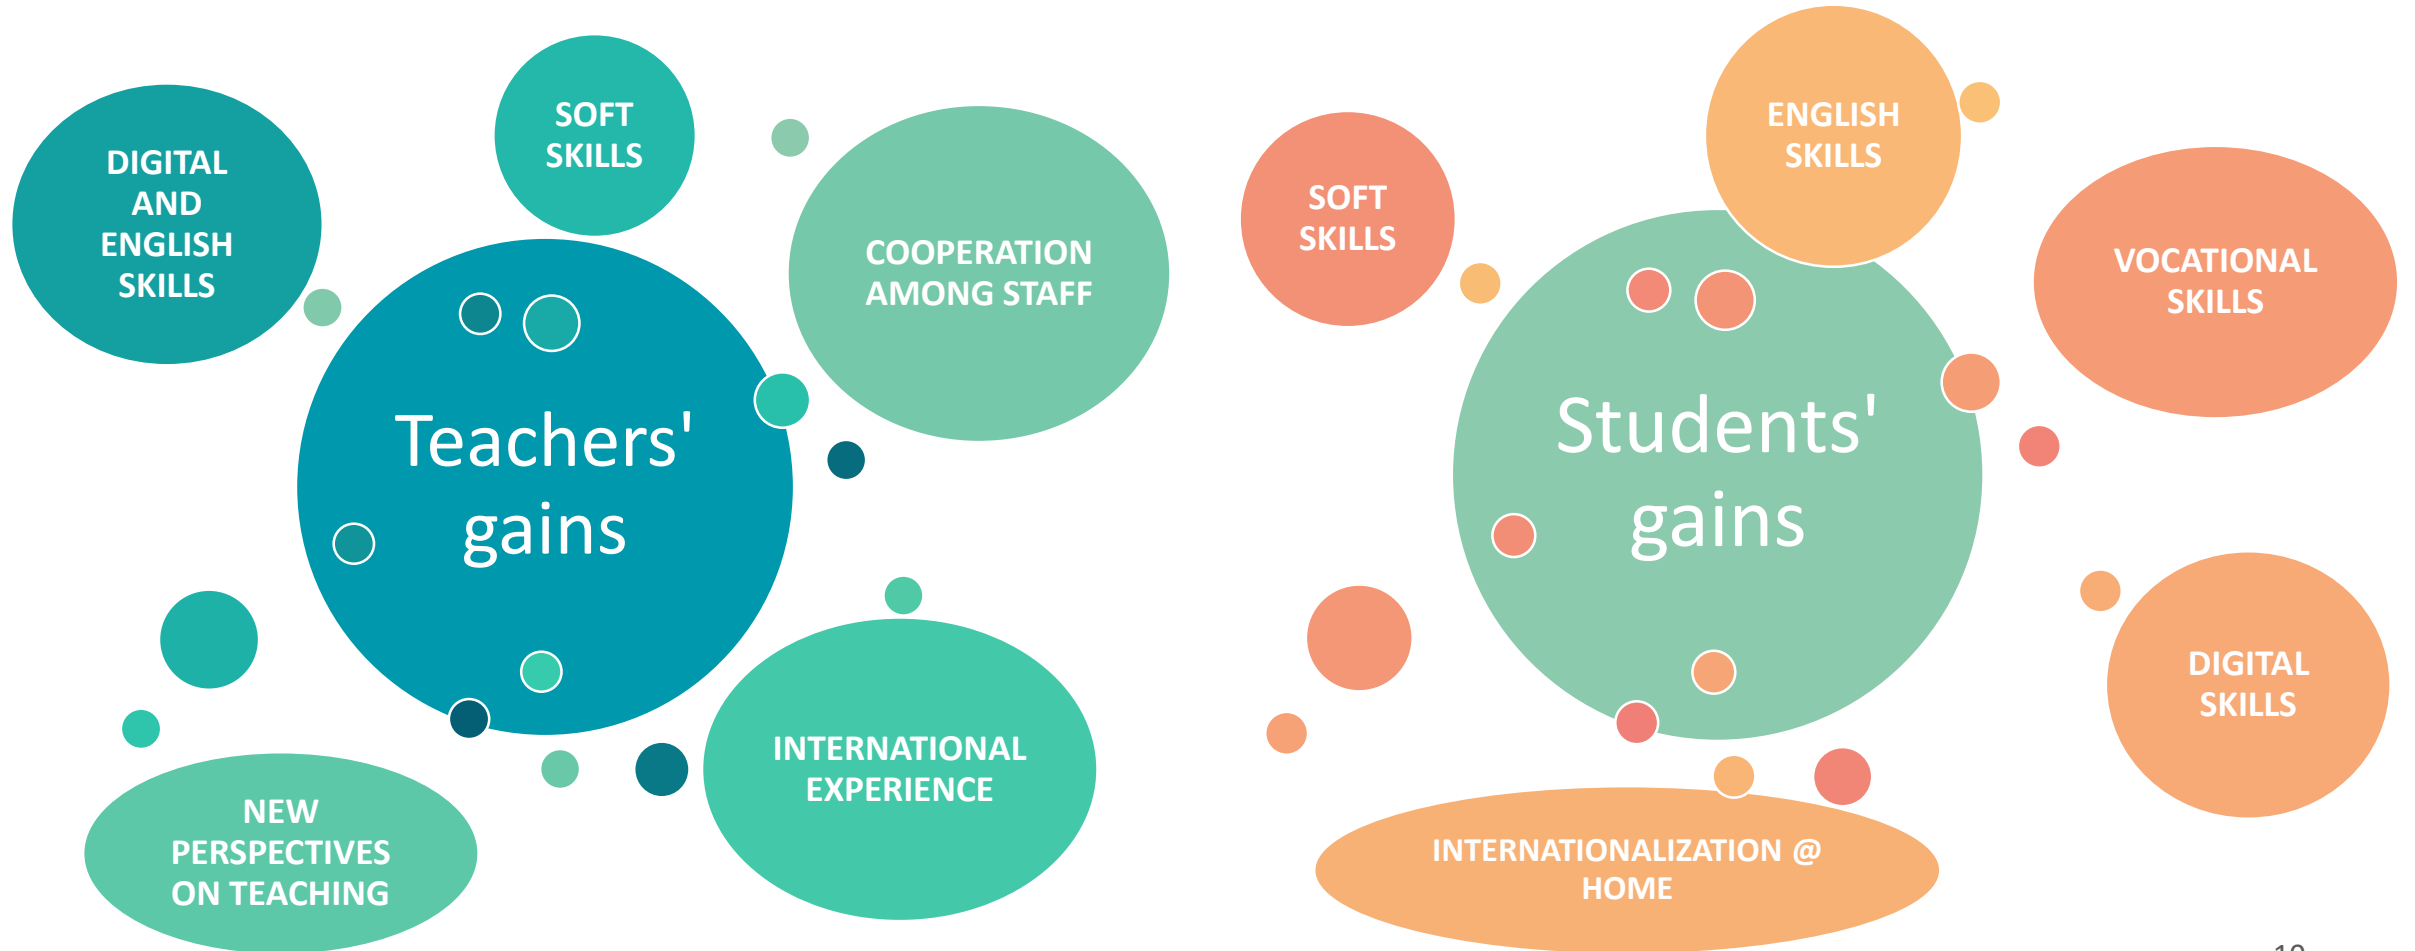 DIGITAL
AND
ENGLISH
SKILLS
SOFT
SKILLS
COOPERATION
AMONG STAFF
Teachers'
gains
INTERNATIONAL
EXPERIENCE
NEW
PERSPECTIVES
ON TEACHING
SOFT
SKILLS
ENGLISH
SKILLS
VOCATIONAL
SKILLS
Students'
gains
DIGITAL
SKILLS
INTERNATIONALIZATION @
HOME